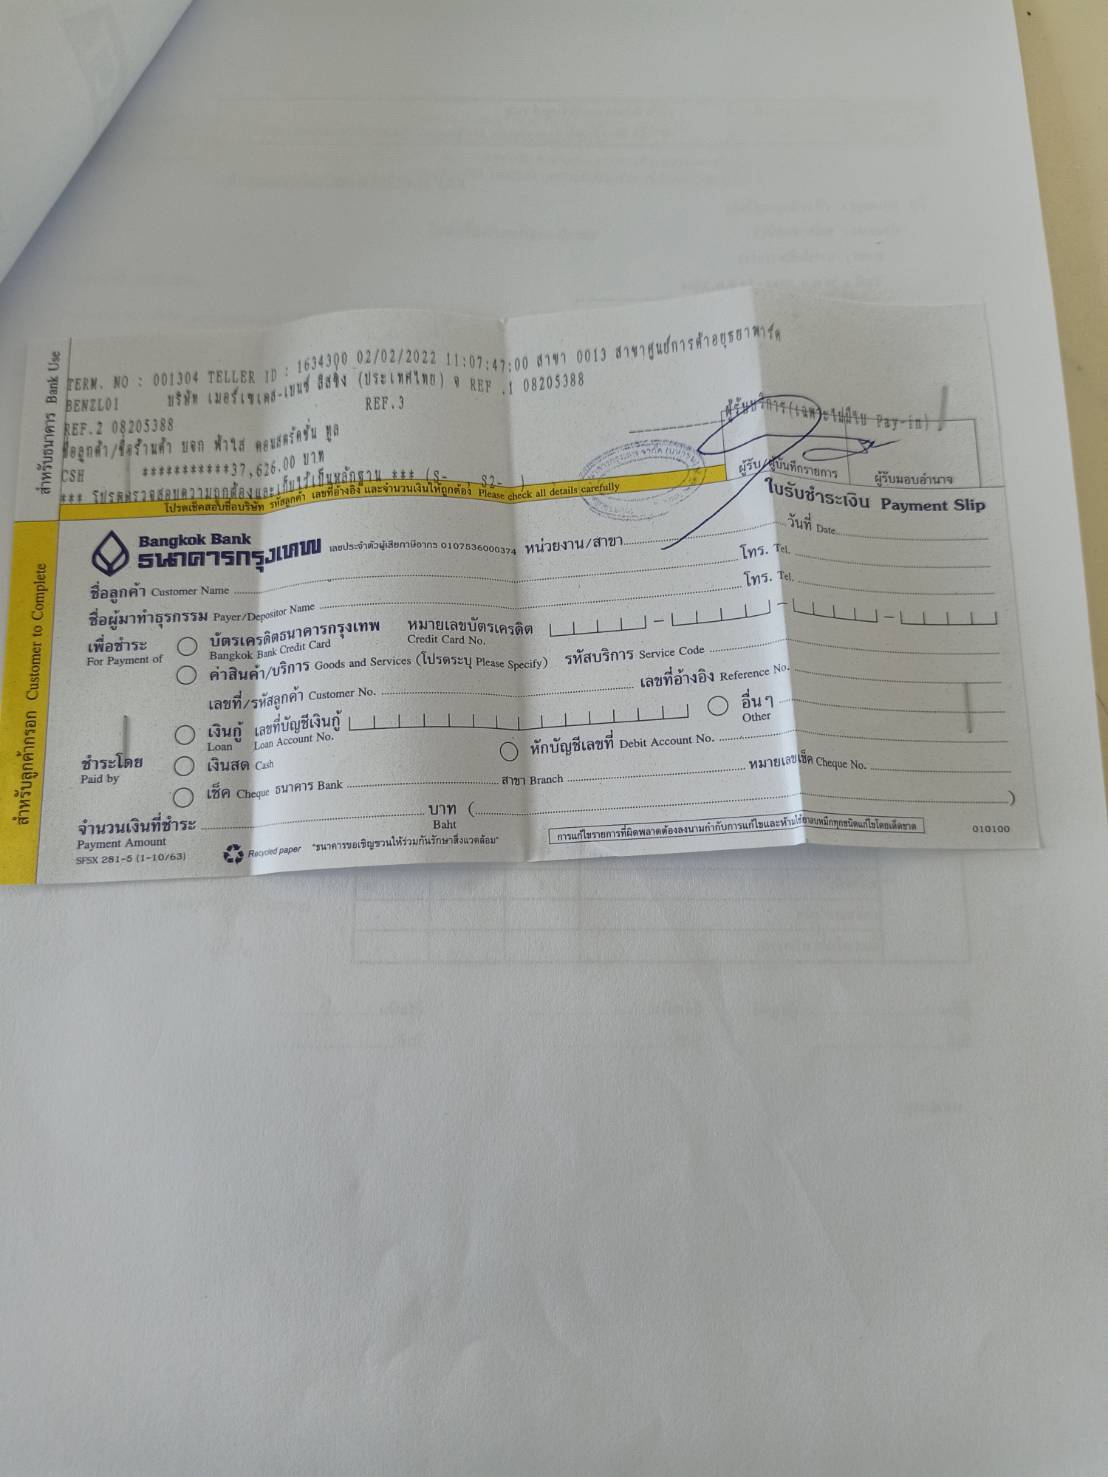 สำหรับธนาคาร Bank Use
TERM. NO : 001304 TELLER ID : 1634300 02/02/2022 11:07:47:00 สาขา 0013 สาขาศูนย์การค้าอยุธยาพาร์ค
BENZL01 บริษัท เมอร์เซเดส-เบนซ์ ลีสซิ่ง (ประเทศไทย) จ REF .1 08205388
REF.2 08205388 REF.3
ชื่อลูกค้า/ชื่อร้านค้า บจก ฟ้าใส คอนสตรัคชั่น ทูล
CSH ***********37,626.00 บาท
ผู้รับบริการ(เฉพาะไม่มีใบ Pay-in)
*** โปรดตรวจสอบความถูกต้องและเก็บไว้เป็นหลักฐาน *** (S- , S2- )
ผู้รับ/ผู้บันทึกรายการ ผู้รับมอบอำนาจ
โปรดเช็คสอบชื่อบริษัท รหัสลูกค้า เลขที่อ้างอิง และจำนวนเงินให้ถูกต้อง Please check all details carefully
ใบรับชำระเงิน Payment Slip
สำหรับลูกค้ากรอก Customer to Complete
Bangkok Bank
ธนาคารกรุงเทพ เลขประจำตัวผู้เสียภาษีอากร 0107536000374 หน่วยงาน/สาขา วันที่ Date
ชื่อลูกค้า Customer Name โทร. Tel.
ชื่อผู้มาทำธุรกรรม Payer/Depositor Name โทร. Tel.
เพื่อชำระ บัตรเครดิตธนาคารกรุงเทพ หมายเลขบัตรเครดิต
For Payment of Bangkok Bank Credit Card Credit Card No.
ค่าสินค้า/บริการ Goods and Services (โปรดระบุ Please Specify) รหัสบริการ Service Code
เลขที่/รหัสลูกค้า Customer No. เลขที่อ้างอิง Reference No.
เงินกู้ เลขที่บัญชีเงินกู้ อื่นๆ
Loan Loan Account No. Other
ชำระโดย เงินสด Cash หักบัญชีเลขที่ Debit Account No.
Paid by
เช็ค Cheque ธนาคาร Bank สาขา Branch หมายเลขเช็ค Cheque No.
จำนวนเงินที่ชำระ บาท ( )
Payment Amount Baht
SFSX 281-5 (1-10/63) Recycled paper "ธนาคารขอเชิญชวนให้ร่วมกันรักษาสิ่งแวดล้อม" การแก้ไขรายการที่ผิดพลาดต้องลงนามกำกับการแก้ไขและห้ามใช้ยาลบหมึกทุกชนิดแก้ไขโดยเด็ดขาด 010100